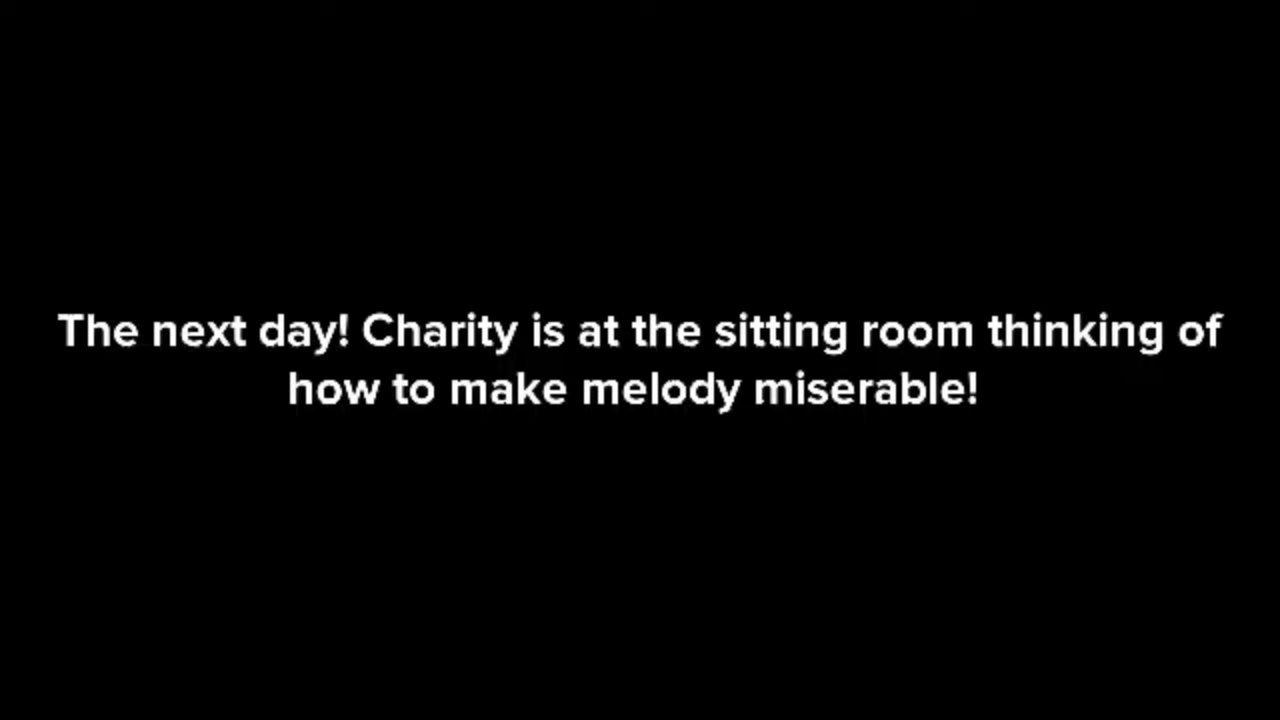 The next day! Charity is at the sitting room thinking of
how to make melody miserable!